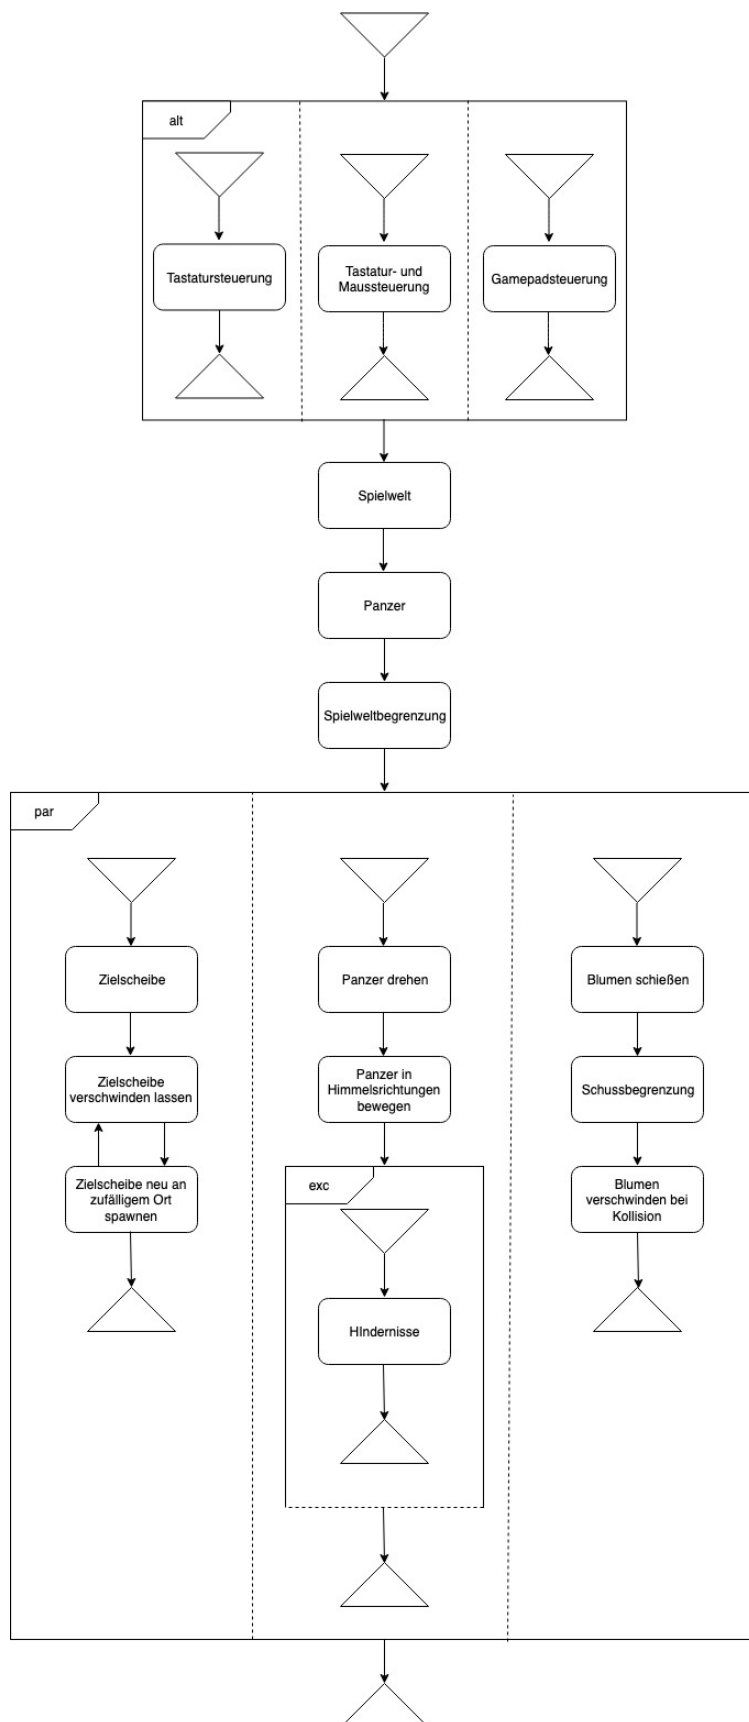 alt
Tastatursteuerung
Tastatur- und
Maussteuerung
Gamepadsteuerung
Spielwelt
Panzer
Spielweltbegrenzung
par
Zielscheibe
Zielscheibe
verschwinden lassen
Zielscheibe neu an
zufälligem Ort
spawnen
Panzer drehen
Panzer in
Himmelsrichtungen
bewegen
exc
HIndernisse
Blumen schießen
Schussbegrenzung
Blumen
verschwinden bei
Kollision